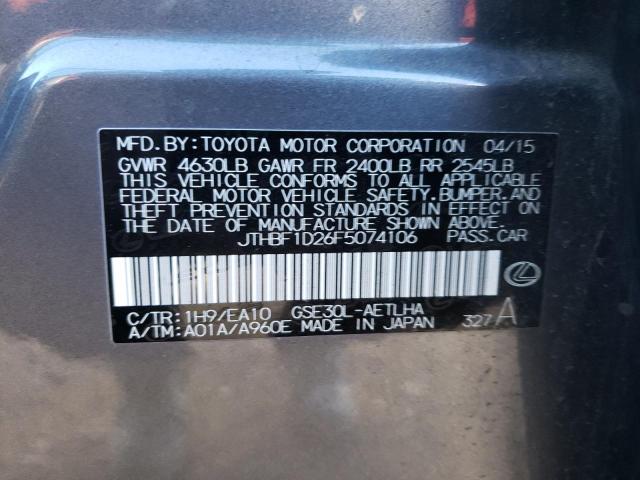 MFD.BY:TOYOTA MOTOR CORPORATION 04/15
GVWR 4630LB GAWR FR 2400LB RR 2545LB
THIS VEHICLE CONFORMS TO ALL APPLICABLE
FEDERAL MOTOR VEHICLE SAFETY,BUMPER,AND
THEFT PREVENTION STANDARDS IN EFFECT ON
THE DATE OF MANUFACTURE SHOWN ABOVE.
JTHBF1D26F5074106 PASS.CAR
C/TR:1H9/EA10 GSE30L-AETLHA
A/TM:A01A/A960E MADE IN JAPAN 327A